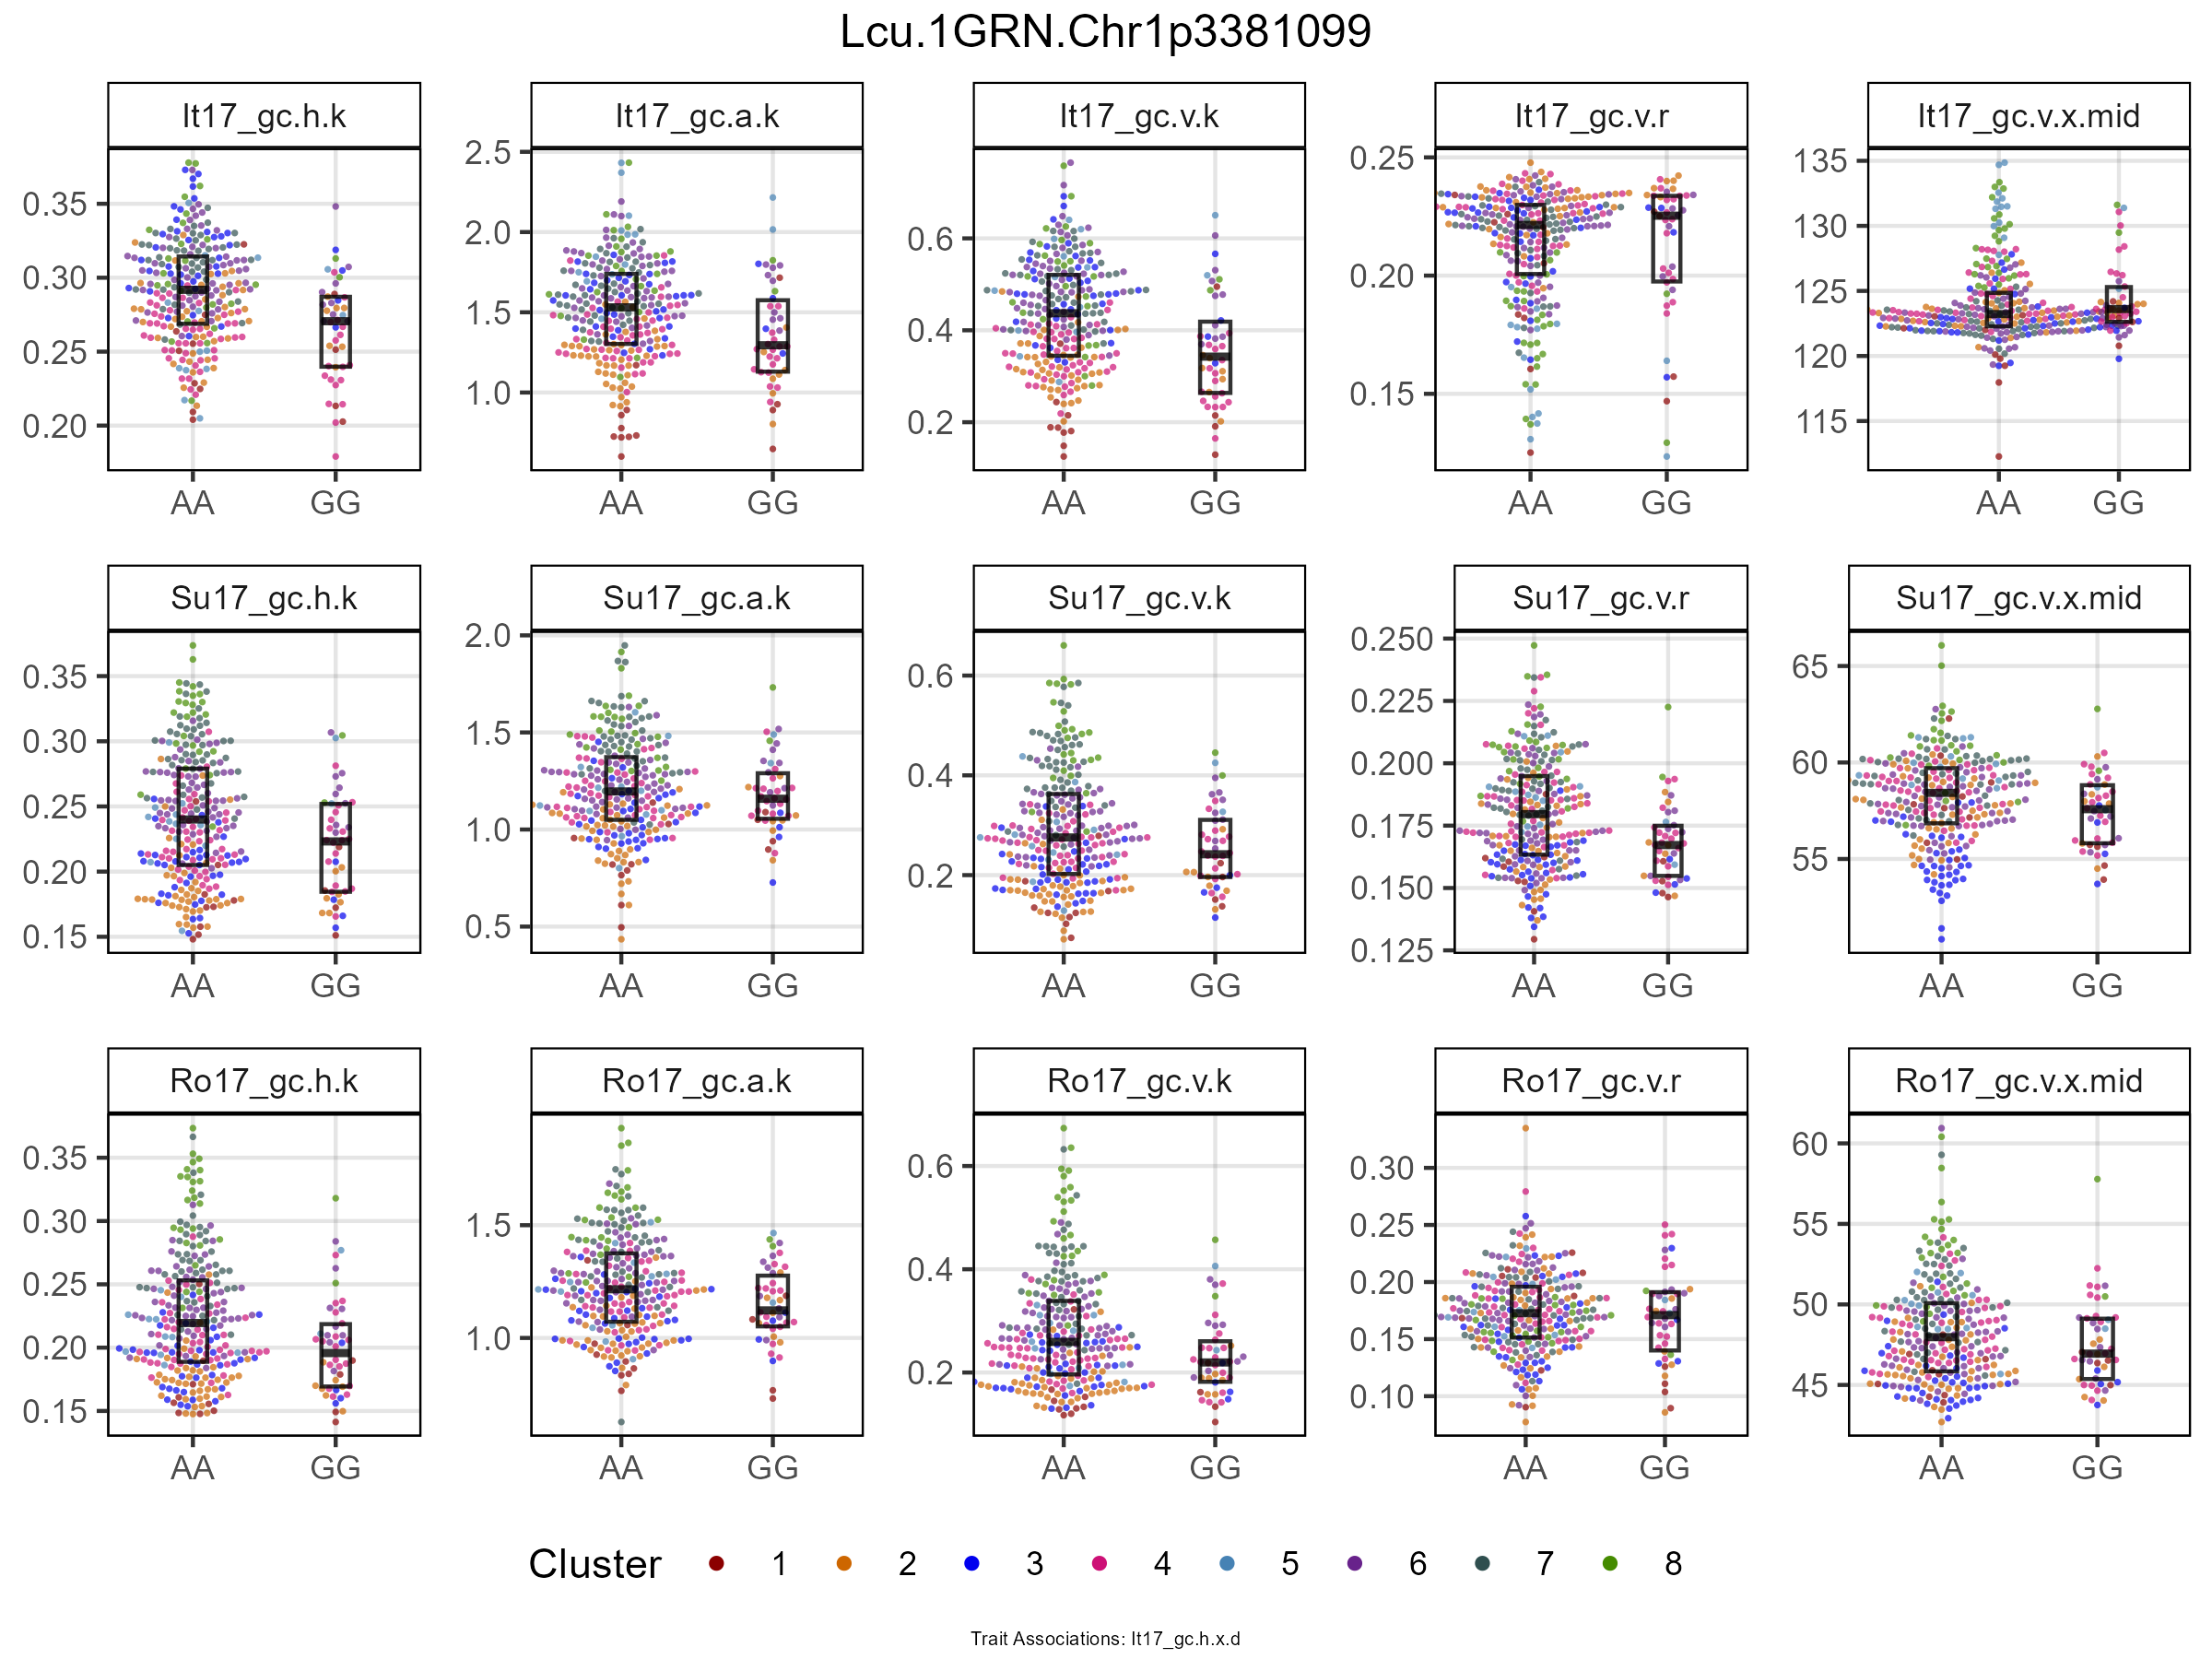 Lcu.1GRN.Chr1p3381099
It17_gc.h.k It17_gc.a.k It17_gc.v.k It17_gc.v.r It17_gc.v.x.mid
0.35 0.30 0.25 0.20
2.5 2.0 1.5 1.0
0.6 0.4 0.2
0.25 0.20 0.15
135 130 125 120 115
AA GG AA GG AA GG AA GG AA GG
Su17_gc.h.k Su17_gc.a.k Su17_gc.v.k Su17_gc.v.r Su17_gc.v.x.mid
0.35 0.30 0.25 0.20 0.15
2.0 1.5 1.0 0.5
0.6 0.4 0.2
0.250 0.225 0.200 0.175 0.150 0.125
65 60 55
AA GG AA GG AA GG AA GG AA GG
Ro17_gc.h.k Ro17_gc.a.k Ro17_gc.v.k Ro17_gc.v.r Ro17_gc.v.x.mid
0.35 0.30 0.25 0.20 0.15
1.5 1.0
0.6 0.4 0.2
0.30 0.25 0.20 0.15 0.10
60 55 50 45
AA GG AA GG AA GG AA GG AA GG
Cluster 1 2 3 4 5 6 7 8
Trait Associations: It17_gc.h.x.d